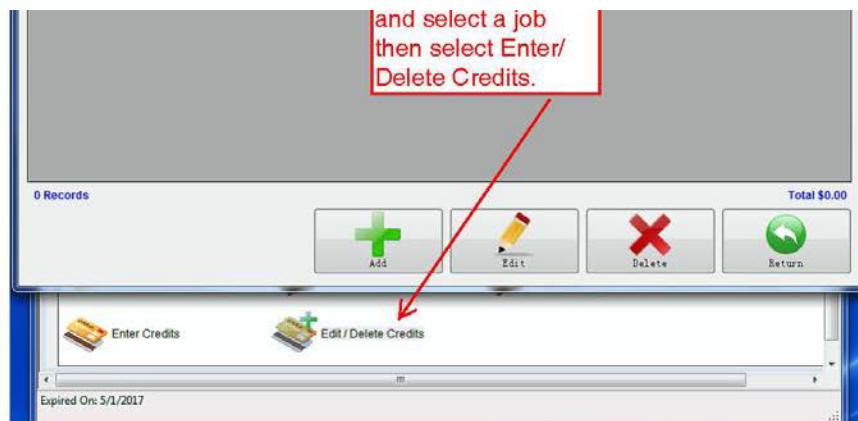 and select a job
then select Enter/
Delete Credits.
0 Records
Total $0.00
Add
Edit
Delete
Return
Enter Credits
Edit / Delete Credits
Expired On: 5/1/2017